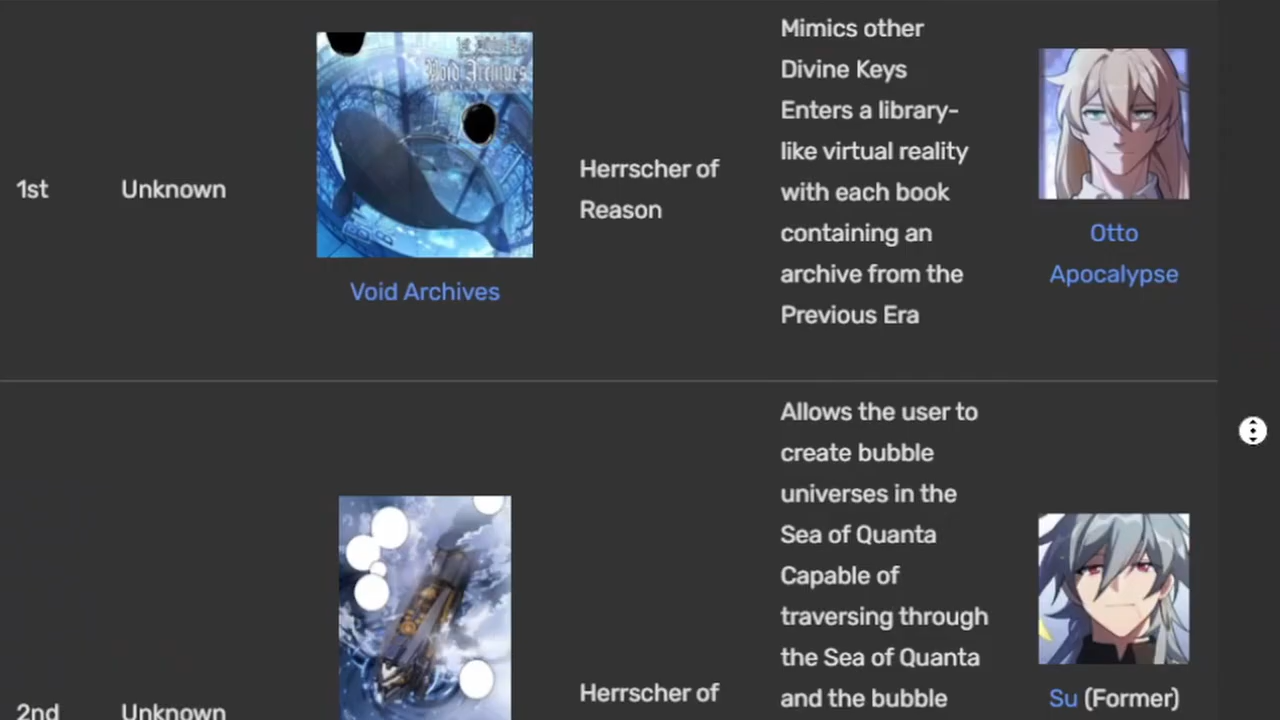 1st
Unknown
Void Archives
Void Archives
Herrscher of
Reason
Mimics other
Divine Keys
Enters a library-
like virtual reality
with each book
containing an
archive from the
Previous Era
Otto
Apocalypse
2nd
Unknown
Herrscher of
Allows the user to
create bubble
universes in the
Sea of Quanta
Capable of
traversing through
the Sea of Quanta
and the bubble
Su (Former)